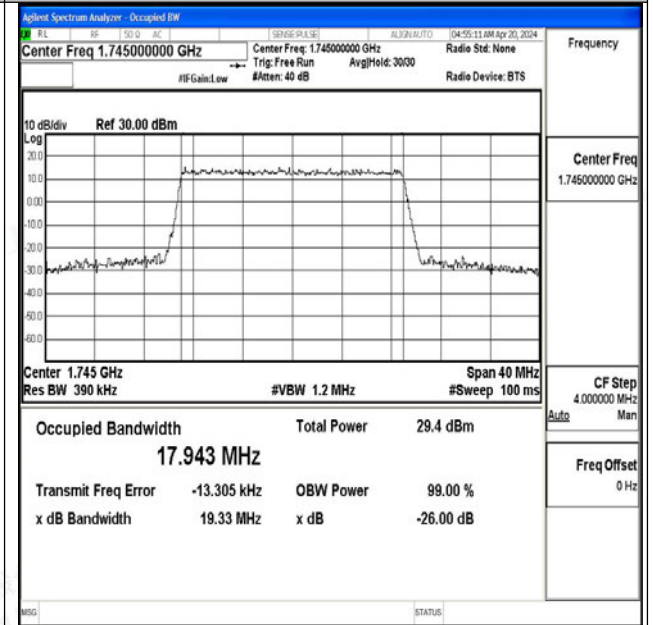 Agilent Spectrum Analyzer - Occupied BW
RL RF 50 Ω AC SENSE:PULSE ALIGN AUTO 04:55:11 AM Apr 20, 2024
Center Freq 1.745000000 GHz
Center Freq: 1.745000000 GHz
Radio Std: None
Trig: Free Run Avg|Hold: 30/30
#IFGain:Low #Atten: 40 dB Radio Device: BTS
Frequency
10 dB/div Ref 30.00 dBm
Log
20.0
10.0
0.00
-10.0
-20.0
-30.0
-40.0
-50.0
-60.0
Center 1.745 GHz Span 40 MHz
Res BW 390 kHz #VBW 1.2 MHz #Sweep 100 ms
Occupied Bandwidth Total Power 29.4 dBm
17.943 MHz
Transmit Freq Error -13.305 kHz OBW Power 99.00 %
x dB Bandwidth 19.33 MHz x dB -26.00 dB
Center Freq
1.745000000 GHz
CF Step
4.000000 MHz
Auto Man
Freq Offset
0 Hz
MSG STATUS